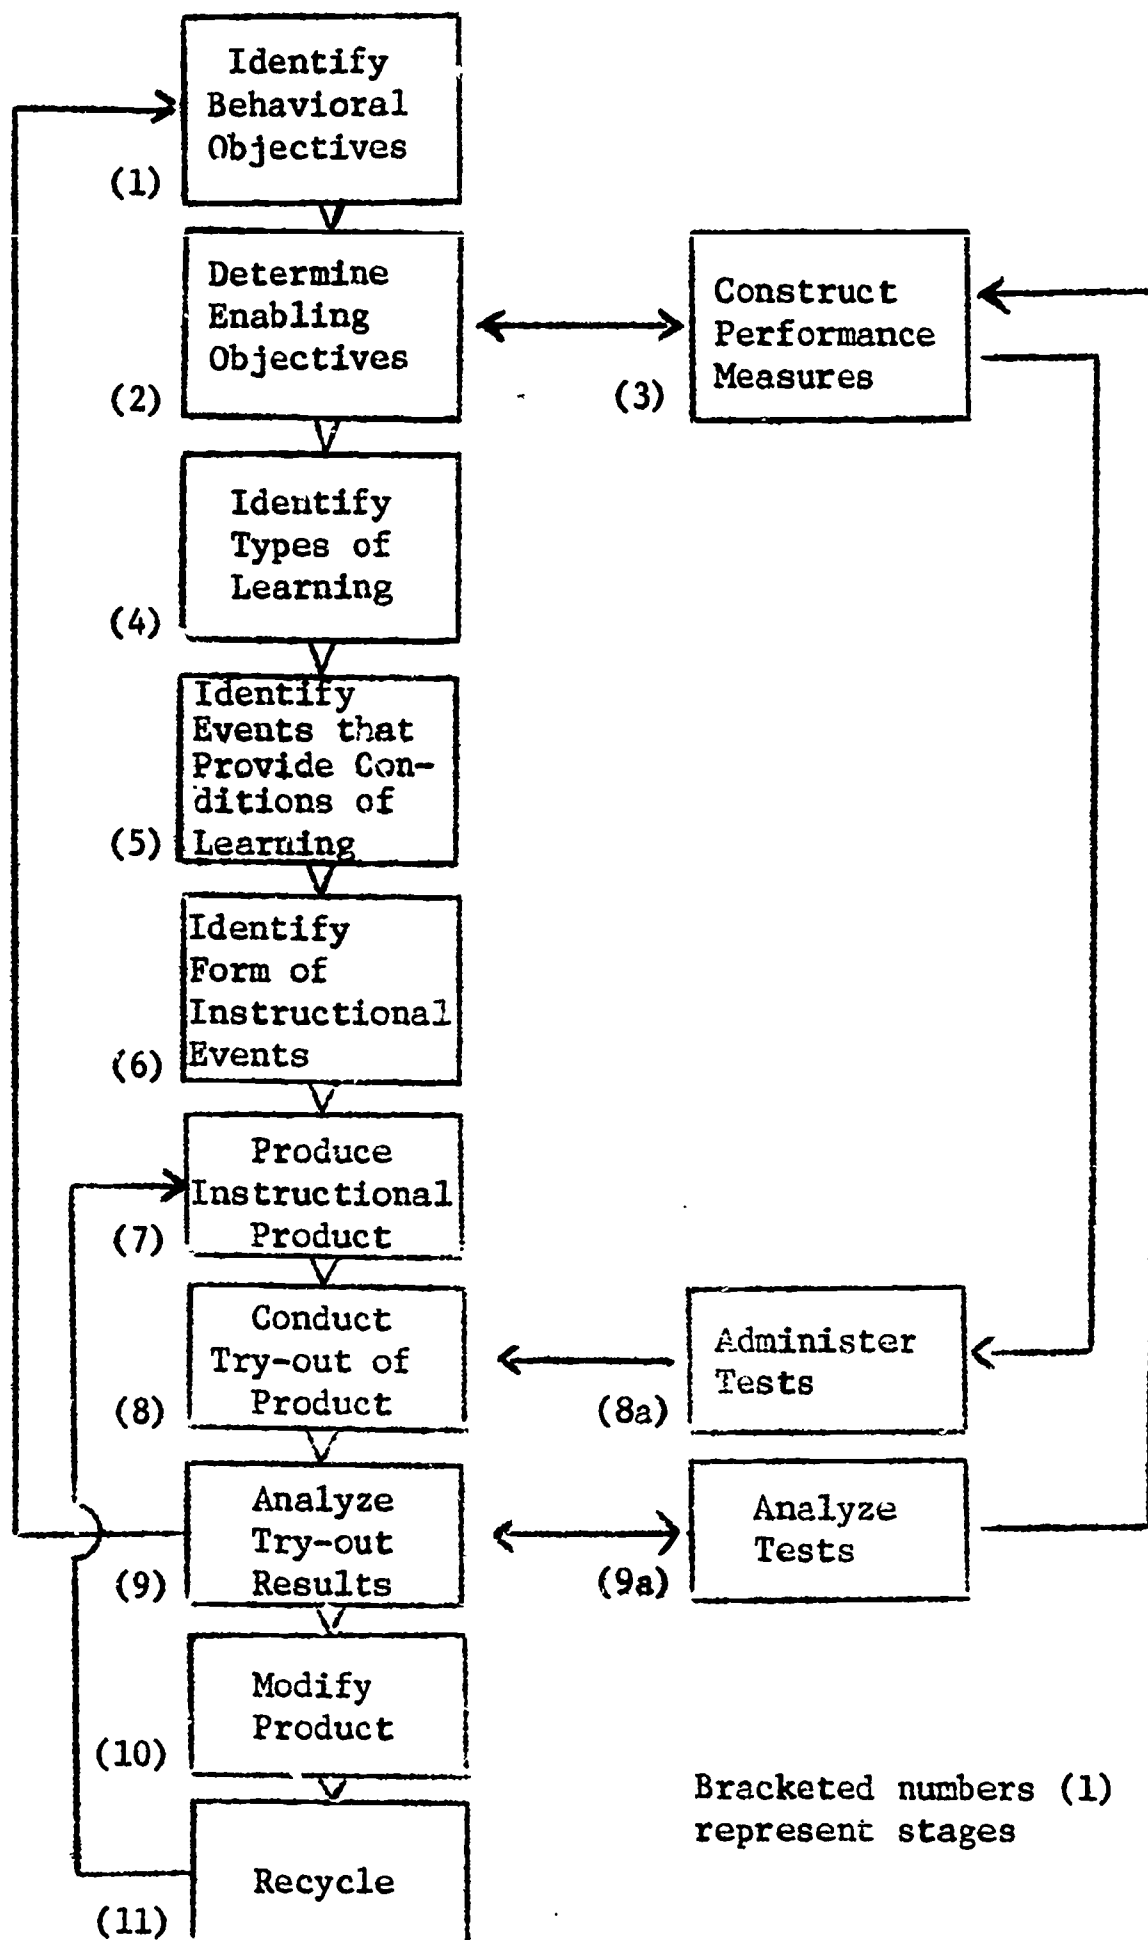 Identify
Behavioral
Objectives
(1)
Determine
Enabling
Objectives
(2)
Construct
Performance
Measures
(3)
Identify
Types of
Learning
(4)
Identify
Events that
Provide Con-
ditions of
Learning
(5)
Identify
Form of
Instructional
Events
(6)
Produce
Instructional
Product
(7)
Conduct
Try-out of
Product
(8)
Administer
Tests
(8a)
Analyze
Try-out
Results
(9)
Analyze
Tests
(9a)
Modify
Product
(10)
Recycle
(11)
Bracketed numbers (1)
represent stages